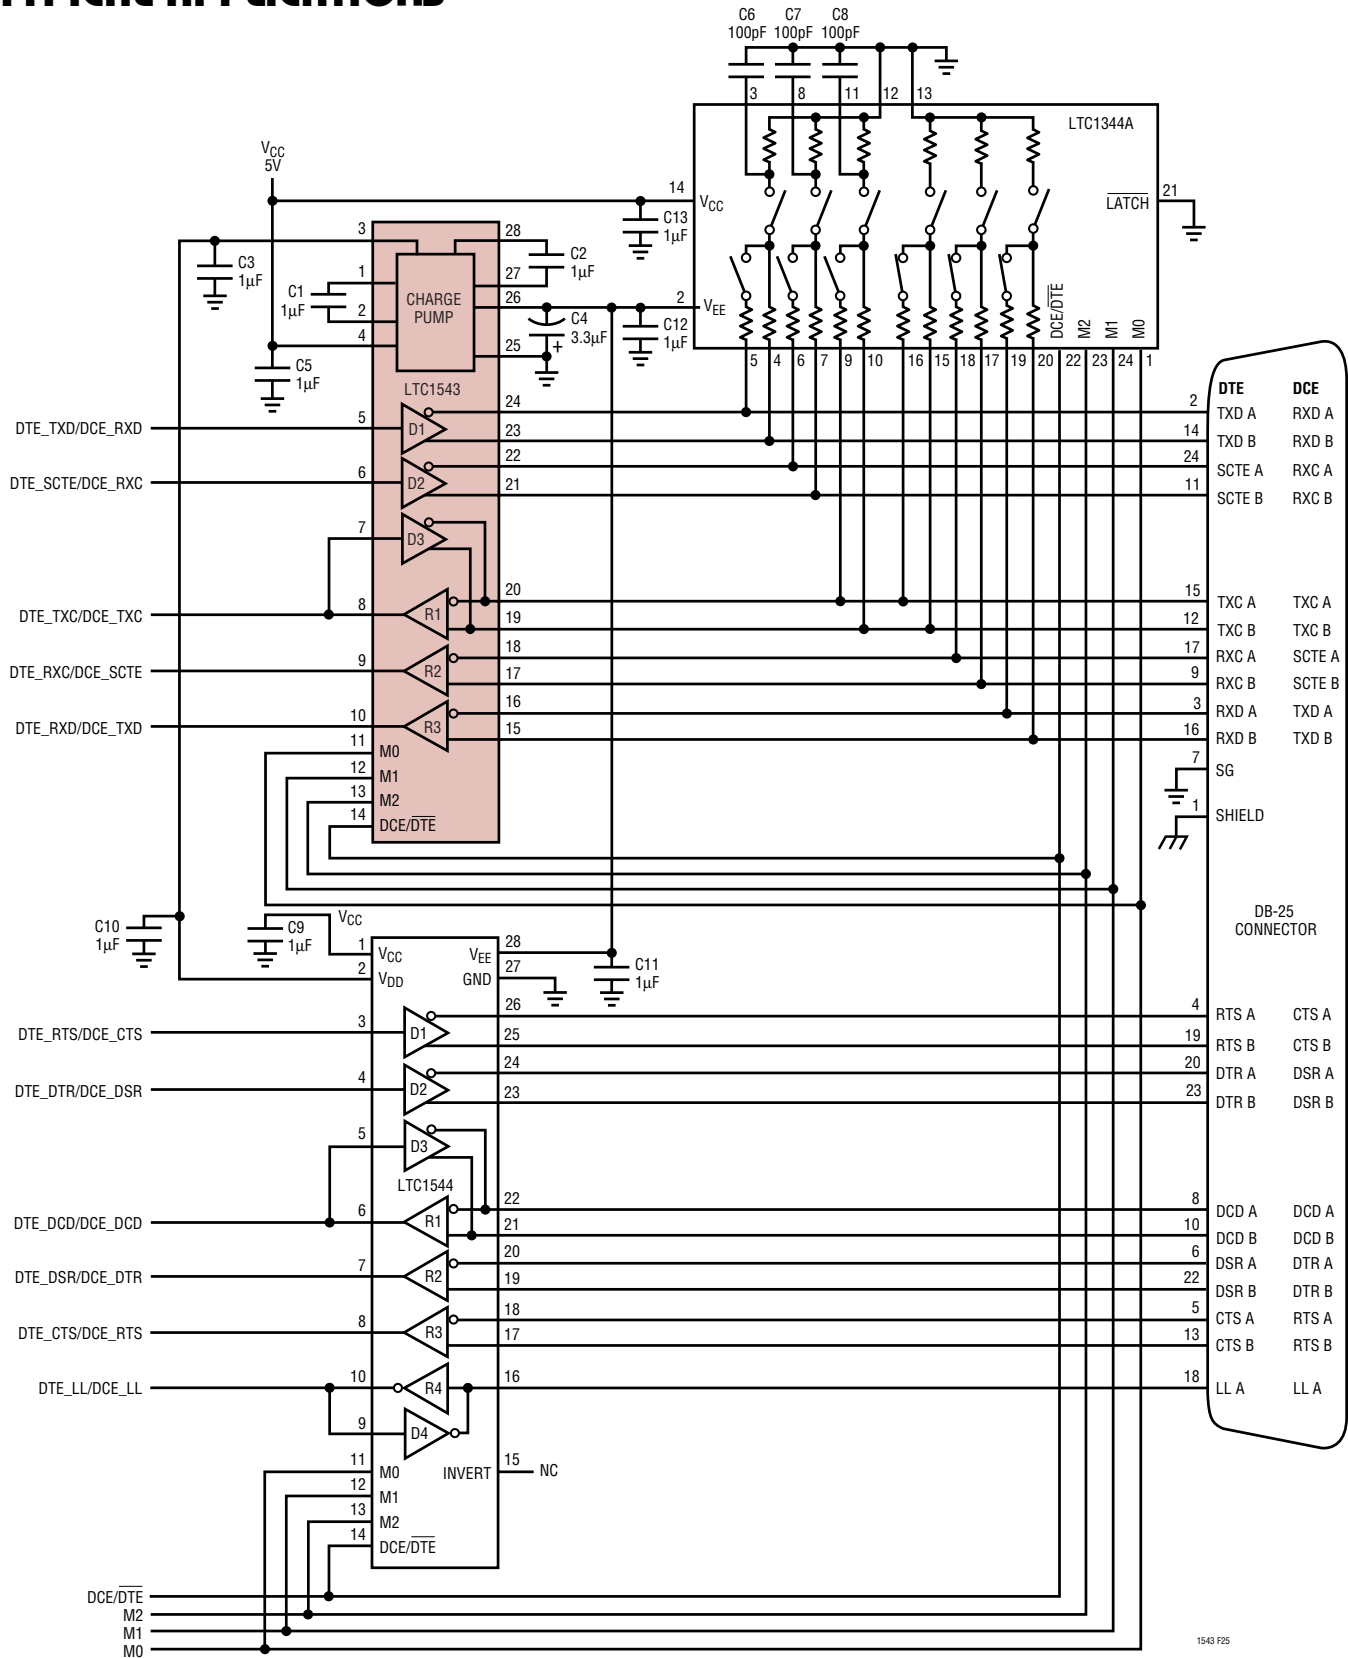 TYPICAL APPLICATIONS
C6 C7 C8
100pF 100pF 100pF
3 8 11 12 13
LTC1344A
VCC
5V
14 VCC
LATCH 21
C13
1µF
3 28
C3
1µF
C2
1µF
1 27
C1
1µF
CHARGE
PUMP
2 26
2 VEE
C4
3.3µF
+
C12
1µF
4 25
C5
1µF
LTC1543
DCE/DTE M2 M1 M0
5 4 6 7 9 10 16 15 18 17 19 20 22 23 24 1
DTE DCE
DTE_TXD/DCE_RXD 5 D1 24 2 TXD A RXD A
23 14 TXD B RXD B
DTE_SCTE/DCE_RXC 6 D2 22 24 SCTE A RXC A
21 11 SCTE B RXC B
7 D3
DTE_TXC/DCE_TXC 8 R1 20 15 TXC A TXC A
19 12 TXC B TXC B
DTE_RXC/DCE_SCTE 9 R2 18 17 RXC A SCTE A
17 9 RXC B SCTE B
DTE_RXD/DCE_TXD 10 R3 16 3 RXD A TXD A
15 16 RXD B TXD B
11 M0
12 M1
13 M2
14 DCE/DTE
7 SG
1 SHIELD
DB-25
CONNECTOR
C10
1µF
C9
1µF
VCC
1 VCC VEE 28
2 VDD GND 27
C11
1µF
DTE_RTS/DCE_CTS 3 D1 26 4 RTS A CTS A
25 19 RTS B CTS B
DTE_DTR/DCE_DSR 4 D2 24 20 DTR A DSR A
23 23 DTR B DSR B
5 D3
LTC1544
DTE_DCD/DCE_DCD 6 R1 22 8 DCD A DCD A
21 10 DCD B DCD B
DTE_DSR/DCE_DTR 7 R2 20 6 DSR A DTR A
19 22 DSR B DTR B
DTE_CTS/DCE_RTS 8 R3 18 5 CTS A RTS A
17 13 CTS B RTS B
DTE_LL/DCE_LL 10 R4 16 18 LL A LL A
9 D4
11 M0 INVERT 15 NC
12 M1
13 M2
14 DCE/DTE
DCE/DTE
M2
M1
M0
1543 F25